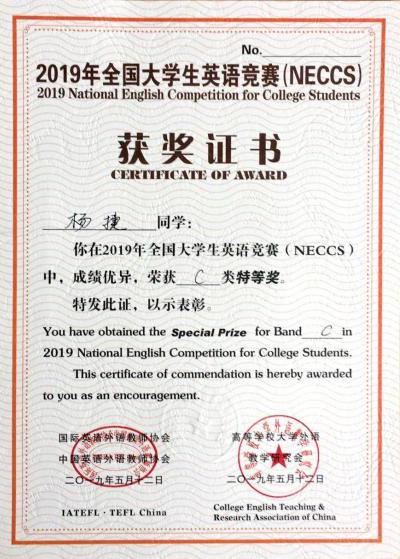 No.
2019年全国大学生英语竞赛(NECCS)
2019 National English Competition for College Students
获奖证书
CERTIFICATE OF AWARD
杨捷 同学:
你在2019年全国大学生英语竞赛(NECCS)
中，成绩优异，荣获 C 类特等奖。
特发此证，以示表彰。
You have obtained the Special Prize for Band C in
2019 National English Competition for College Students.
This certificate of commendation is hereby awarded
to you as an encouragement.
国际英语外语教师协会
中国英语外语教师协会
二〇一九年五月十二日
IATEFL · TEFL China
高等学校大学外语
教学研究会
二〇一九年五月十二日
College English Teaching &
Research Association of China